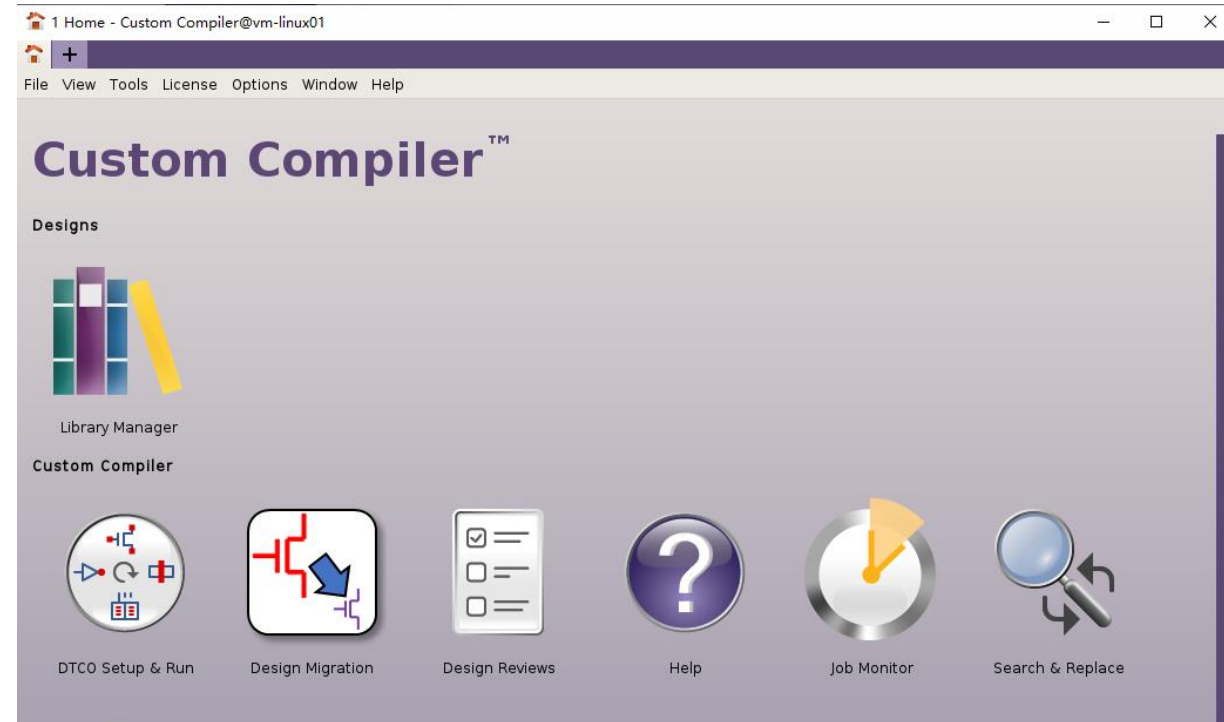 1 Home - Custom Compiler@vm-linux01
+
File View Tools License Options Window Help
Custom Compiler™
Designs
Library Manager
Custom Compiler
?
DTCO Setup & Run Design Migration Design Reviews Help Job Monitor Search & Replace